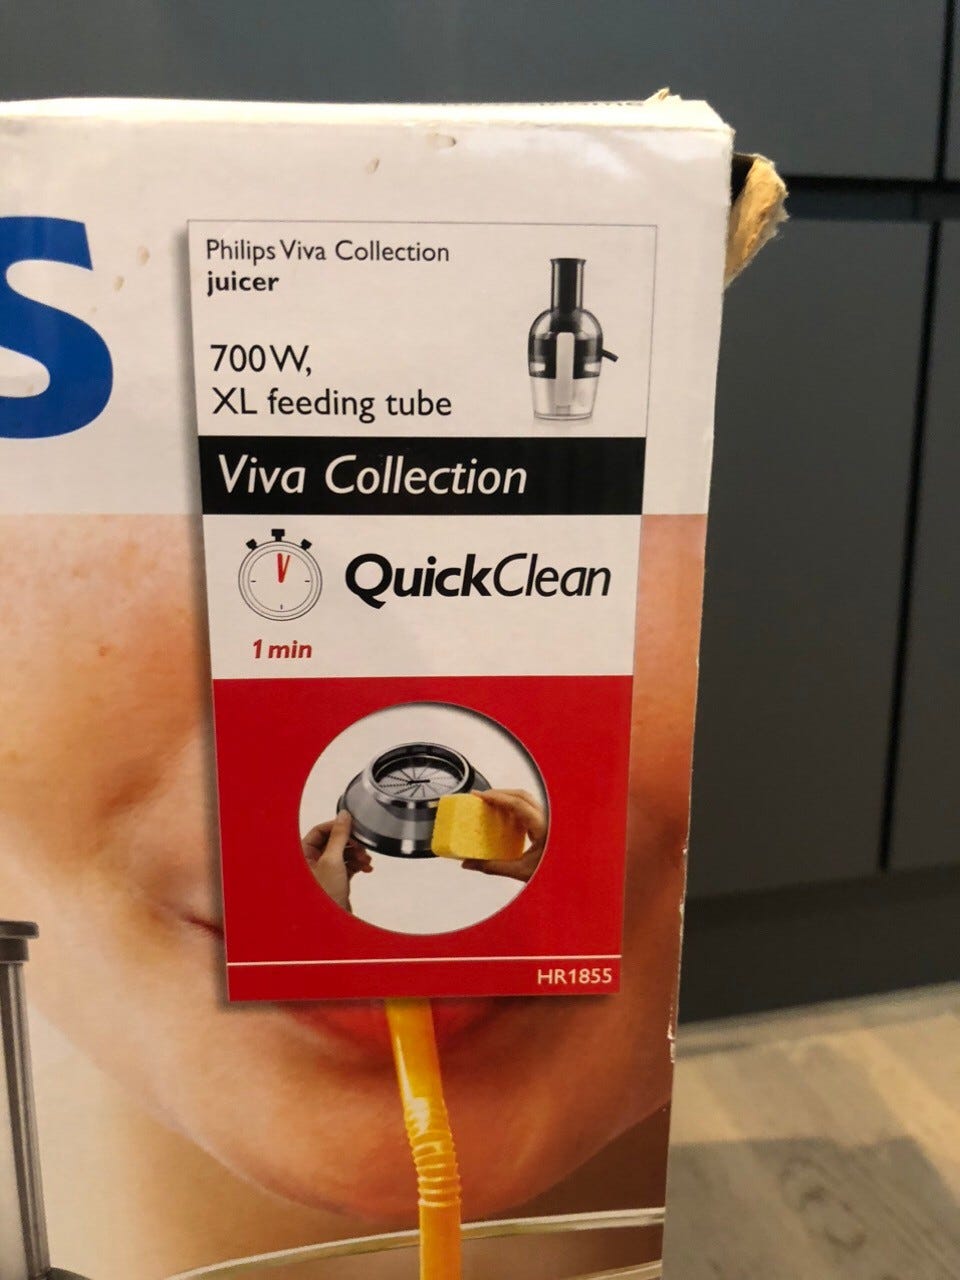 S
Philips Viva Collection
juicer
700W,
XL feeding tube
Viva Collection
QuickClean
1 min
HR1855